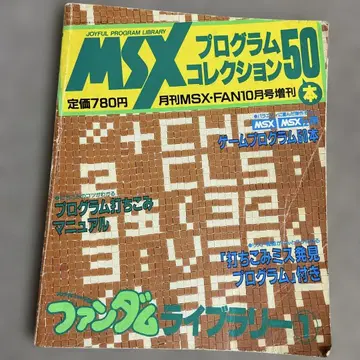 JOYFUL PROGRAM LIBRARY
MSX プログラム
コレクション50本
定価780円
月刊MSX・FAN10月号増刊
MSX MSX2
ゲームプログラム50本
プログラム打ちこみ
マニュアル
「打ちこみミス発見
プログラム」付き
ファンダム
ライブラリー1